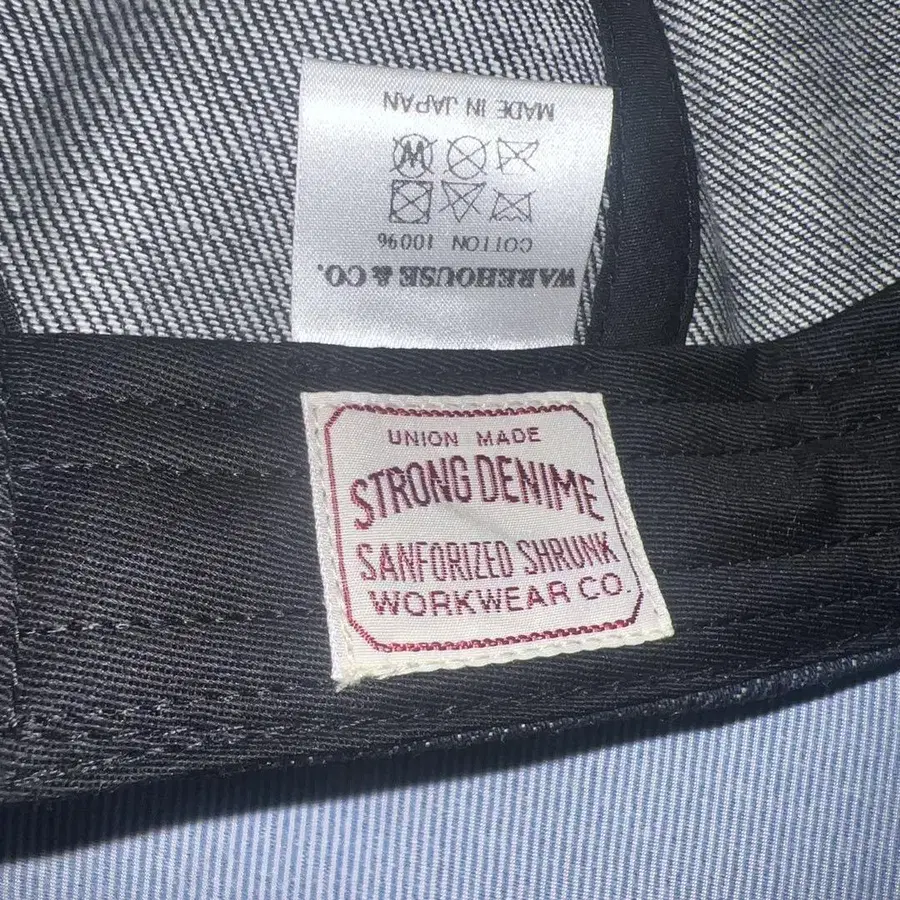 WAREHOUSE & CO.
COTTON 100%
W
MADE IN JAPAN
UNION MADE
STRONG DENIME
SANFORIZED SHRUNK
WORKWEAR CO.